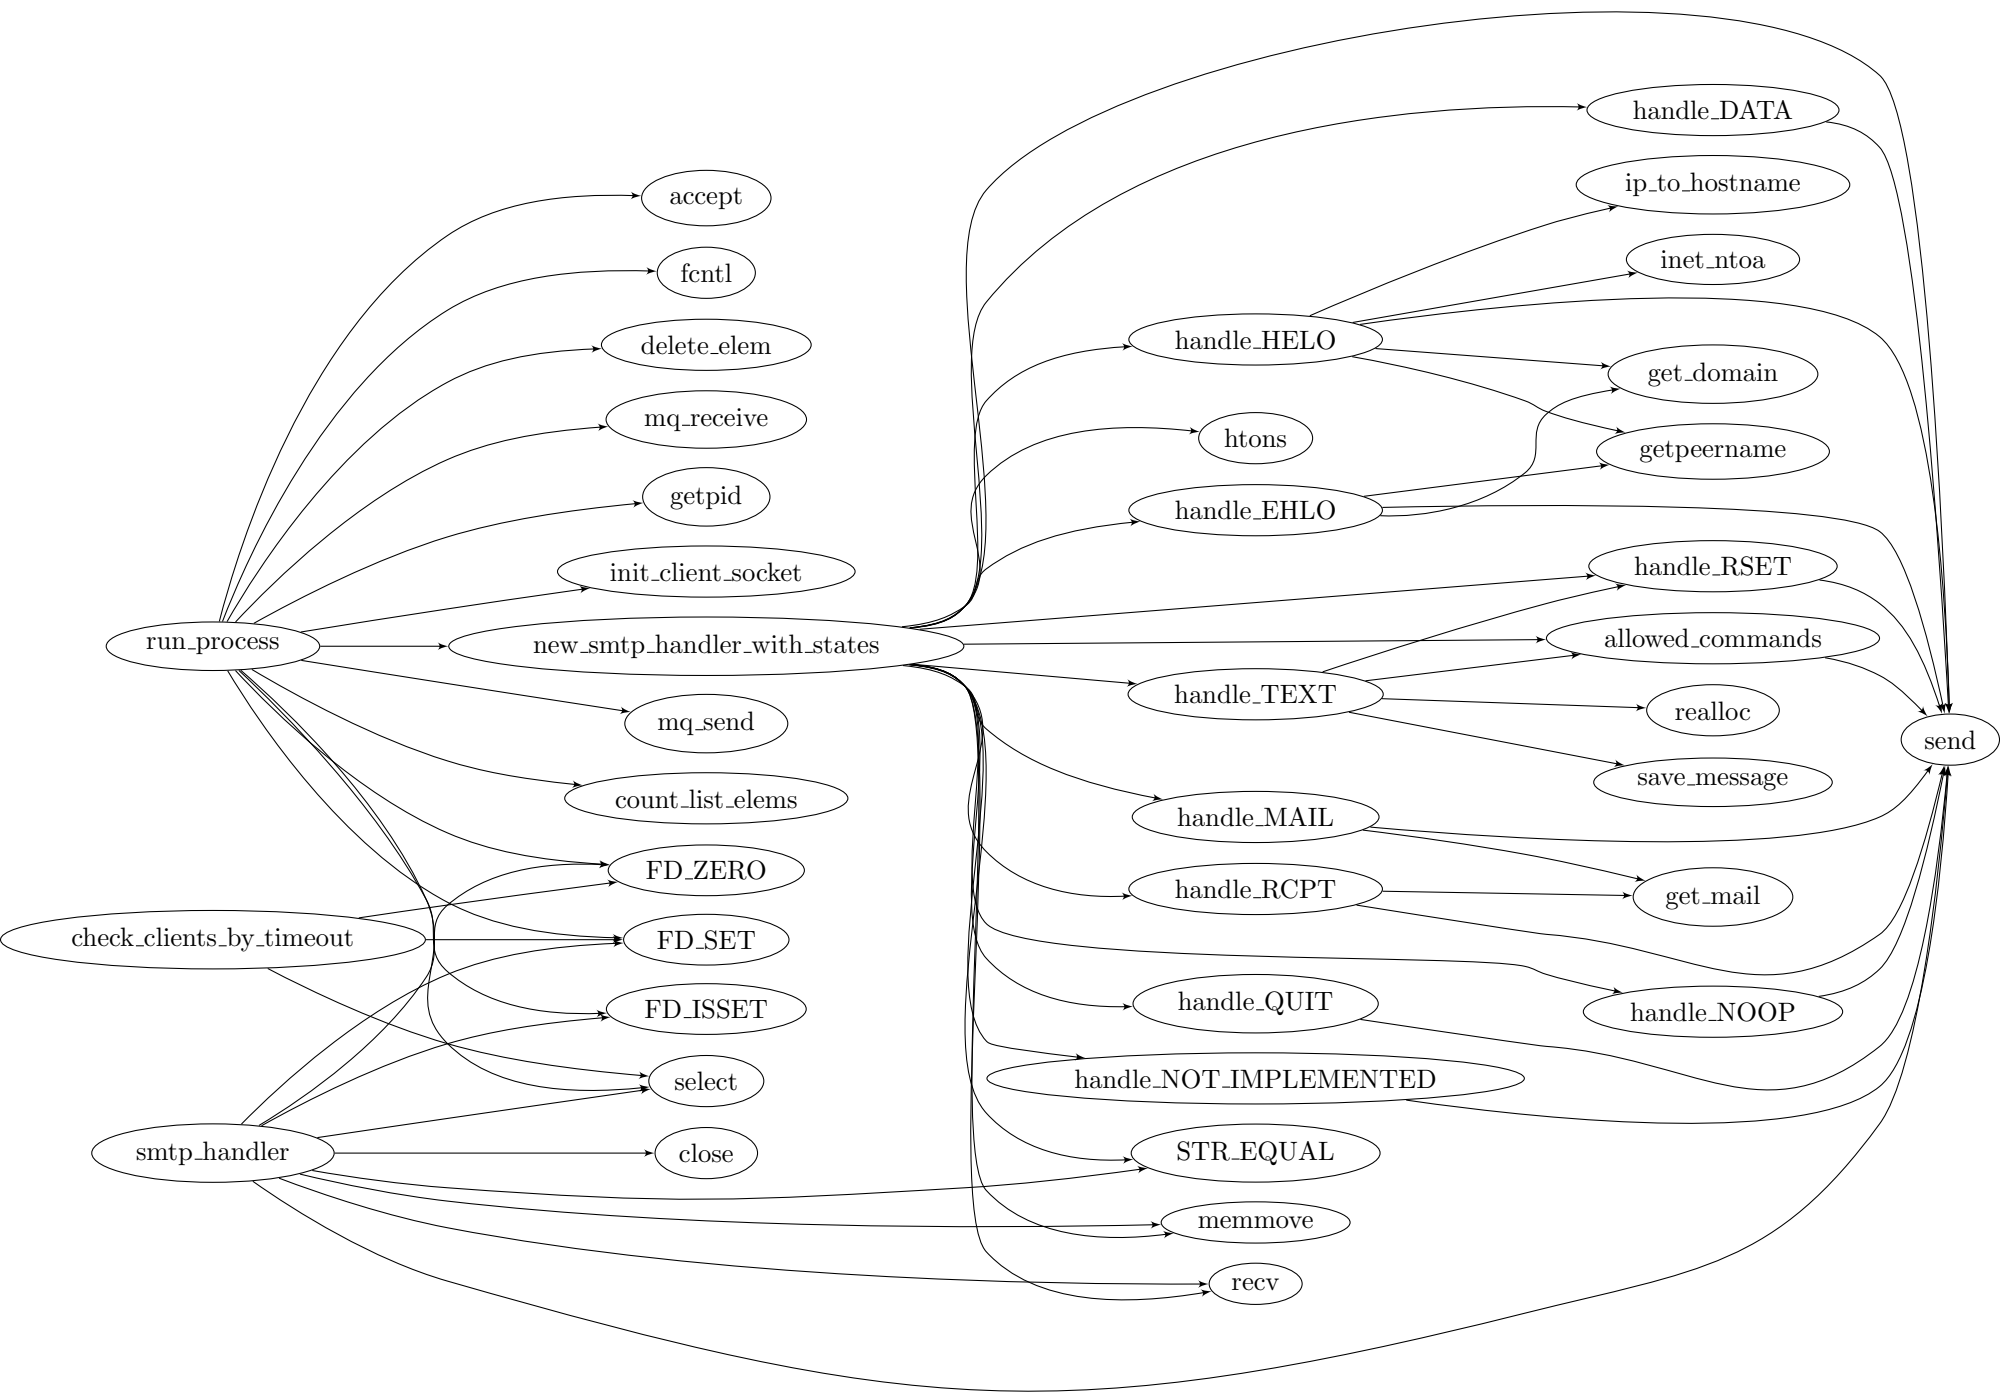 run_process
check_clients_by_timeout
smtp_handler
accept
fcntl
delete_elem
mq_receive
getpid
init_client_socket
new_smtp_handler_with_states
mq_send
count_list_elems
FD_ZERO
FD_SET
FD_ISSET
select
close
handle_HELO
htons
handle_EHLO
handle_TEXT
handle_MAIL
handle_RCPT
handle_QUIT
handle_NOT_IMPLEMENTED
STR_EQUAL
memmove
recv
handle_DATA
ip_to_hostname
inet_ntoa
get_domain
getpeername
handle_RSET
allowed_commands
realloc
save_message
get_mail
handle_NOOP
send